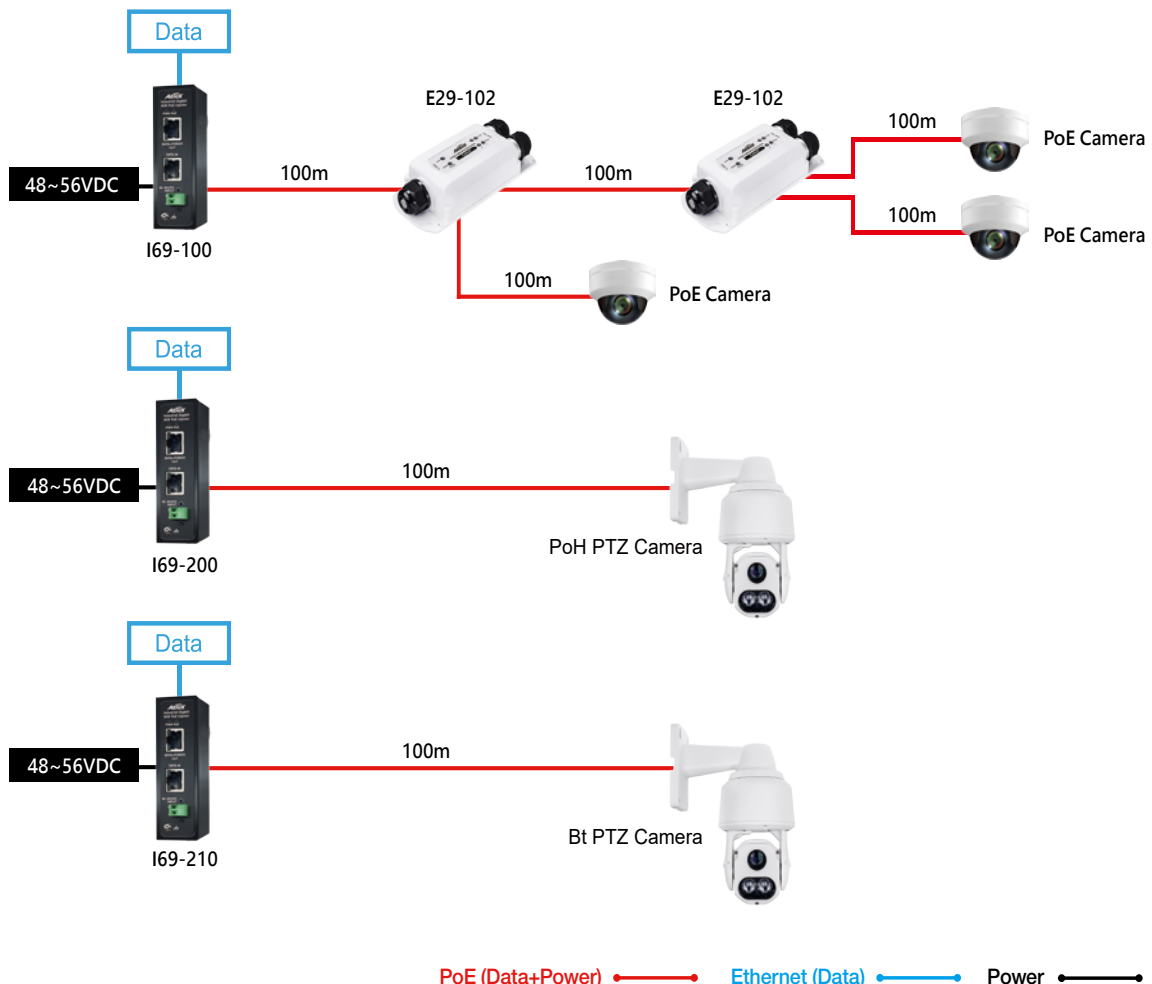 Data
E29-102
E29-102
100m
PoE Camera
48~56VDC
100m
100m
100m
PoE Camera
I69-100
100m
PoE Camera
Data
48~56VDC
100m
PoH PTZ Camera
I69-200
Data
48~56VDC
100m
Bt PTZ Camera
I69-210
PoE (Data+Power)
Ethernet (Data)
Power